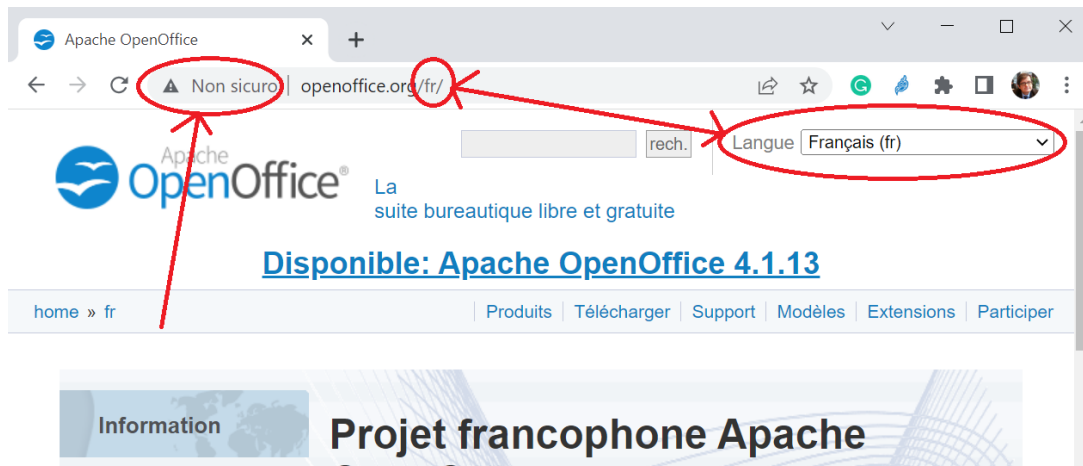 Apache OpenOffice
Non sicuro openoffice.org/fr/
rech. Langue Français (fr)
Apache
OpenOffice®
La
suite bureautique libre et gratuite
Disponible: Apache OpenOffice 4.1.13
home » fr Produits Télécharger Support Modèles Extensions Participer
Information
Projet francophone Apache